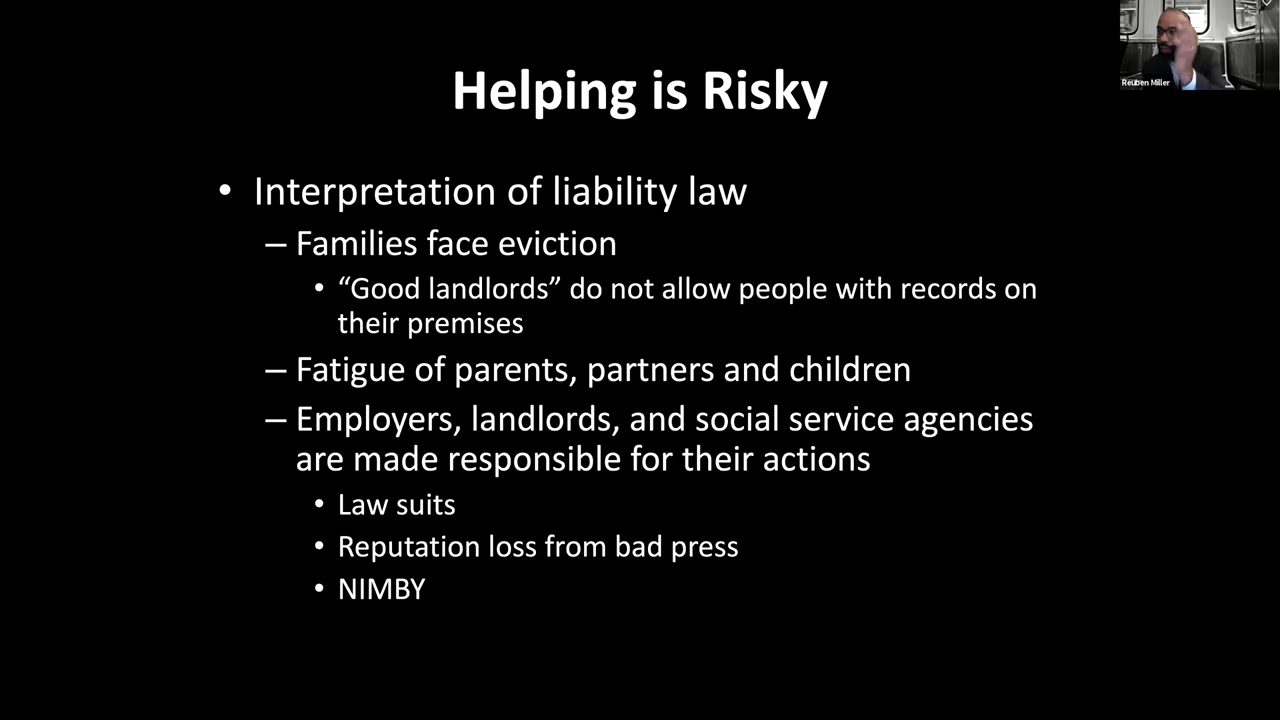 Helping is Risky
Reuben Miller
• Interpretation of liability law
– Families face eviction
• “Good landlords” do not allow people with records on
their premises
– Fatigue of parents, partners and children
– Employers, landlords, and social service agencies
are made responsible for their actions
• Law suits
• Reputation loss from bad press
• NIMBY